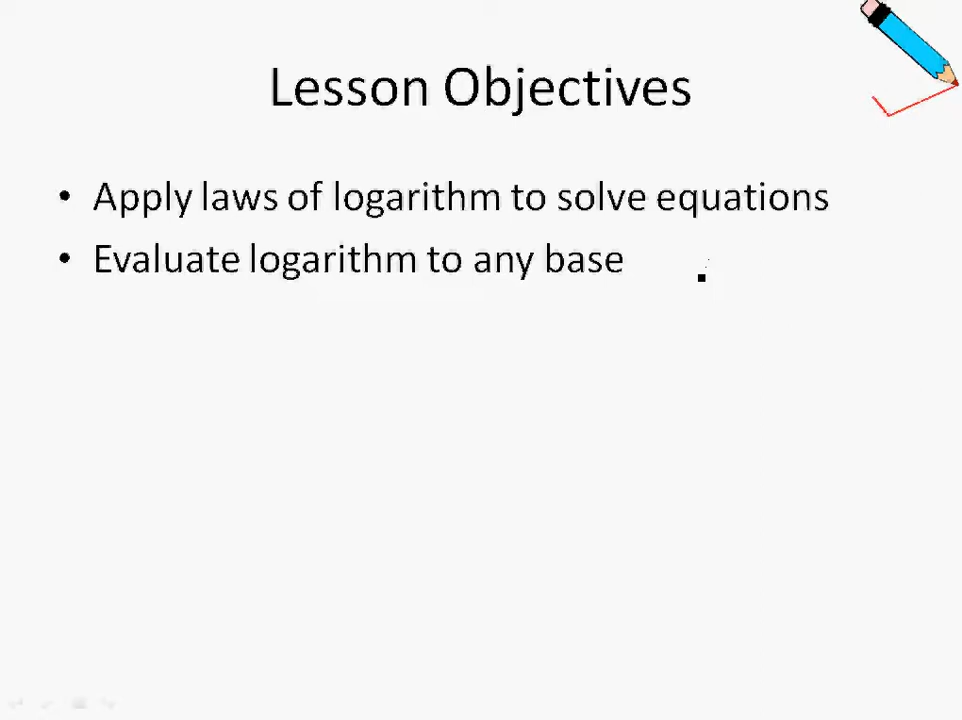 Lesson Objectives
• Apply laws of logarithm to solve equations
• Evaluate logarithm to any base